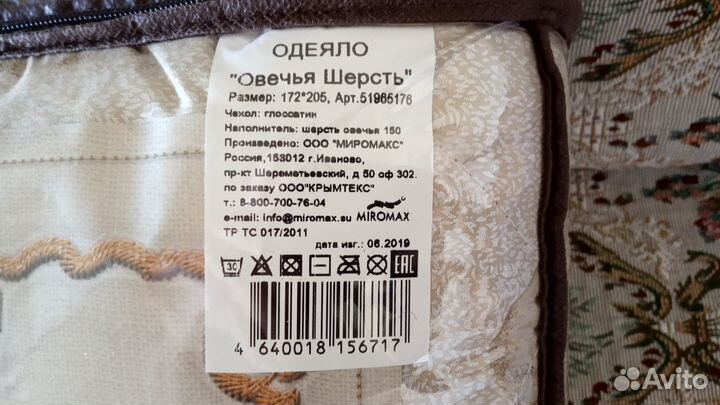 ОДЕЯЛО
"Овечья Шерсть"
Размер: 172*205, Арт.51965176
Чехол: глоссатин
Наполнитель: шерсть овечья 150
Произведено: ООО "МИРОМАКС"
Россия,153012 г.Иваново,
пр-кт Шереметьевский, д 50 оф 302.
по заказу ООО"КРЫМТЕКС"
т.: 8-800-700-76-04
e-mail: info@miromax.su MIROMAX
ТР ТС 017/2011
дата изг.: 06.2019
30 EAC
4 640018 156717
Avito